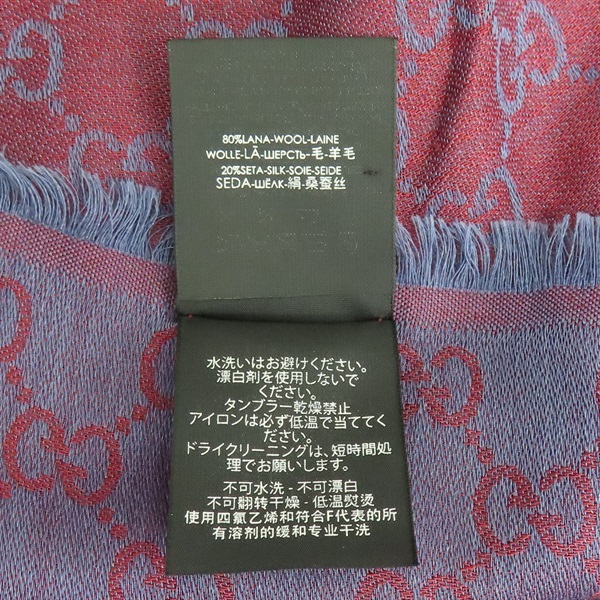 80%LANA-WOOL-LAINE
WOLLE-LÃ-ШЕРСТЬ-毛-羊毛
20%SETA-SILK-SOIE-SEIDE
SEDA-ШЁЛК-絹-桑蚕丝
水洗いはお避けください。
漂白剤を使用しないで
ください。
タンブラー乾燥禁止
アイロンは必ず低温で当ててく
ださい。
ドライクリーニングは、短時間処
理でお願いします。
不可水洗 - 不可漂白
不可翻转干燥 - 低温熨烫
使用四氯乙烯和符合F代表的所
有溶剂的缓和专业干洗